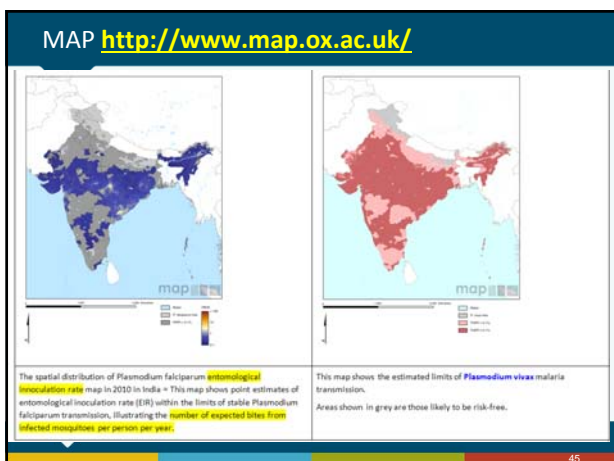 MAP http://www.map.ox.ac.uk/
map
map
The spatial distribution of Plasmodium falciparum entomological
innoculation rate map in 2010 in India = This map shows point estimates of
entomological inoculation rate (EIR) within the limits of stable Plasmodium
falciparum transmission, illustrating the number of expected bites from
infected mosquitoes per person per year.
This map shows the estimated limits of Plasmodium vivax malaria
transmission.
Areas shown in grey are those likely to be risk-free.
45